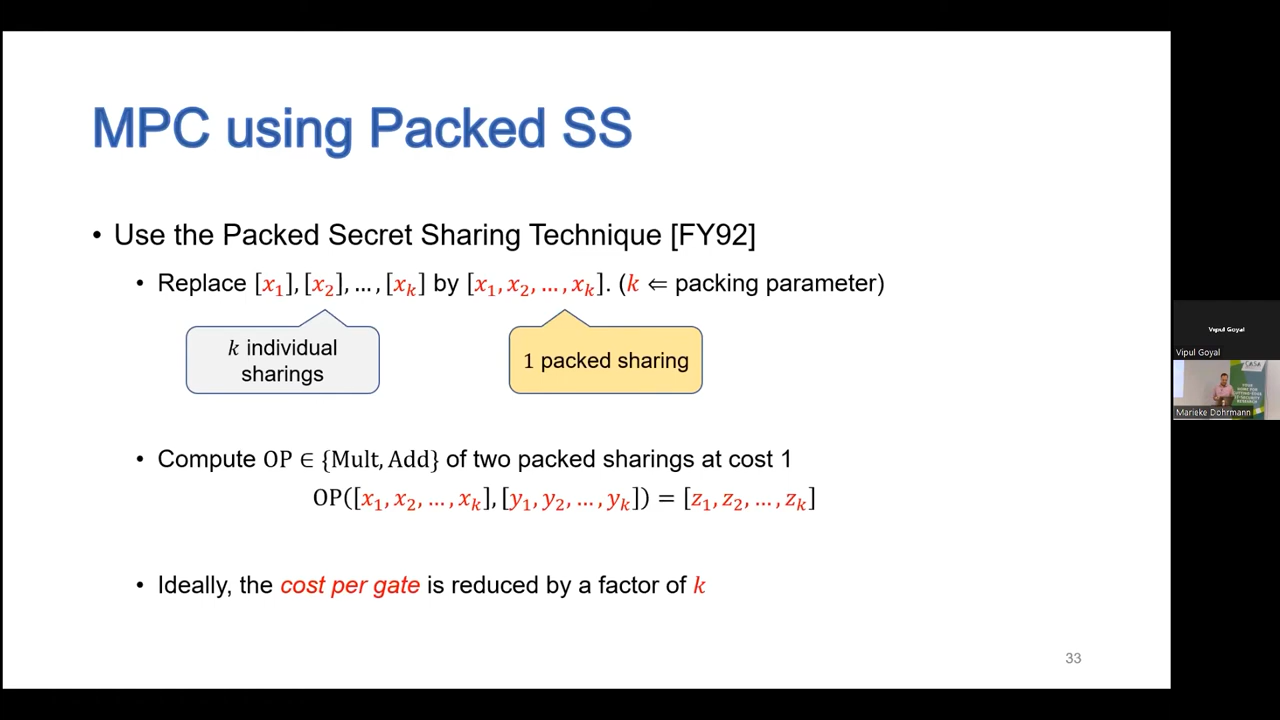 MPC using Packed SS
• Use the Packed Secret Sharing Technique [FY92]
• Replace [x₁], [x₂], … , [xₖ] by [x₁, x₂, … , xₖ]. (k ⇐ packing parameter)
k individual
sharings
1 packed sharing
• Compute OP ∈ {Mult, Add} of two packed sharings at cost 1
OP([x₁, x₂, … , xₖ], [y₁, y₂, … , yₖ]) = [z₁, z₂, … , zₖ]
• Ideally, the cost per gate is reduced by a factor of k
33
Vipul Goyal
Vipul Goyal
CASA
Marieke Dohrmann